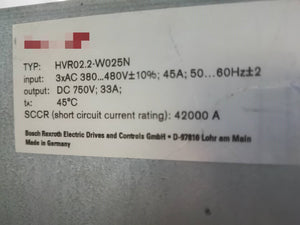 TYP: HVR02.2-W025N
input: 3xAC 380...480V±10%; 45A; 50...60Hz±2
output: DC 750V; 33A;
tx: 45°C
SCCR (short circuit current rating): 42000 A
Bosch Rexroth Electric Drives and Controls GmbH • D-97816 Lohr am Main
Made in Germany